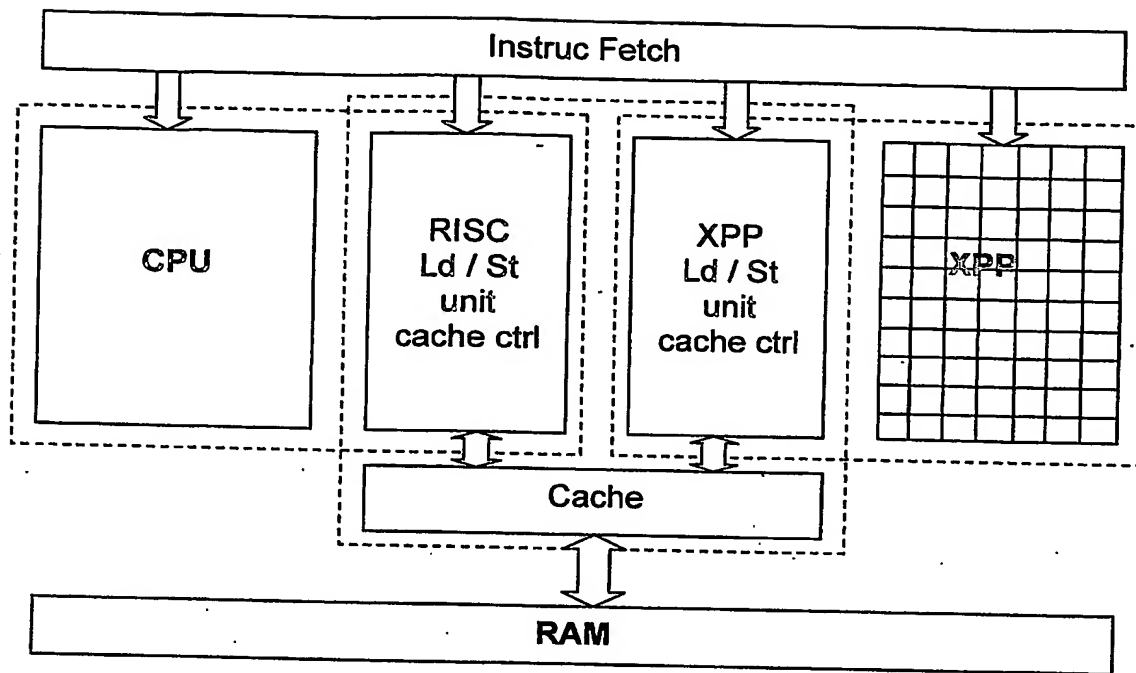 Instruc Fetch
CPU
RISC
Ld / St
unit
cache ctrl
XPP
Ld / St
unit
cache ctrl
XPP
Cache
RAM